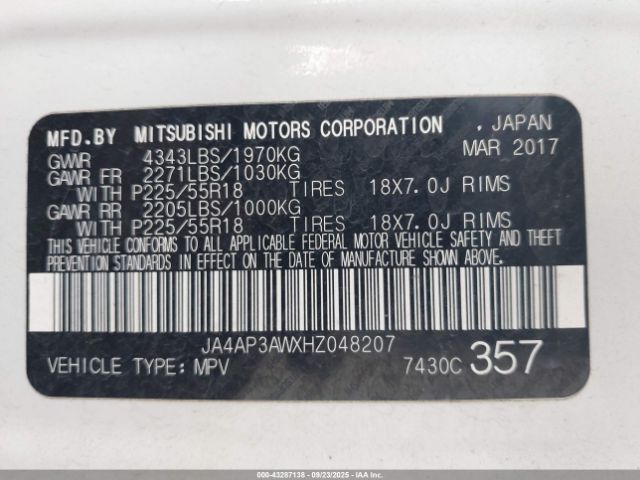 MFD.BY MITSUBISHI MOTORS CORPORATION , JAPAN
GVWR 4343LBS/1970KG MAR 2017
GAWR FR 2271LBS/1030KG
WITH P225/55R18 TIRES 18X7.0J RIMS
GAWR RR 2205LBS/1000KG
WITH P225/55R18 TIRES 18X7.0J RIMS
THIS VEHICLE CONFORMS TO ALL APPLICABLE FEDERAL MOTOR VEHICLE SAFETY AND THEFT
PREVENTION STANDARDS IN EFFECT ON THE DATE OF MANUFACTURE SHOWN ABOVE.
JA4AP3AWXHZ048207
VEHICLE TYPE: MPV 7430C 357
000-43287138 - 09/23/2025 - IAAI.COM